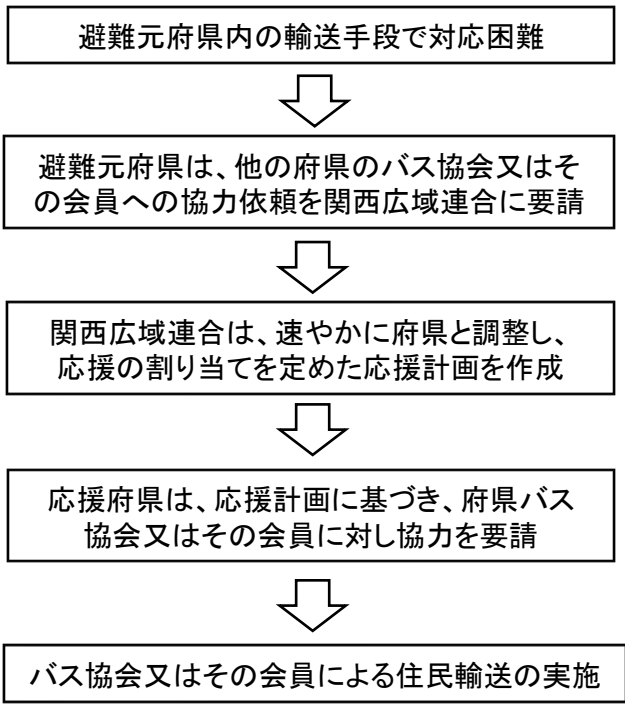 避難元府県内の輸送手段で対応困難
避難元府県は、他の府県のバス協会又はそ
の会員への協力依頼を関西広域連合に要請
関西広域連合は、速やかに府県と調整し、
応援の割り当てを定めた応援計画を作成
応援府県は、応援計画に基づき、府県バス
協会又はその会員に対し協力を要請
バス協会又はその会員による住民輸送の実施